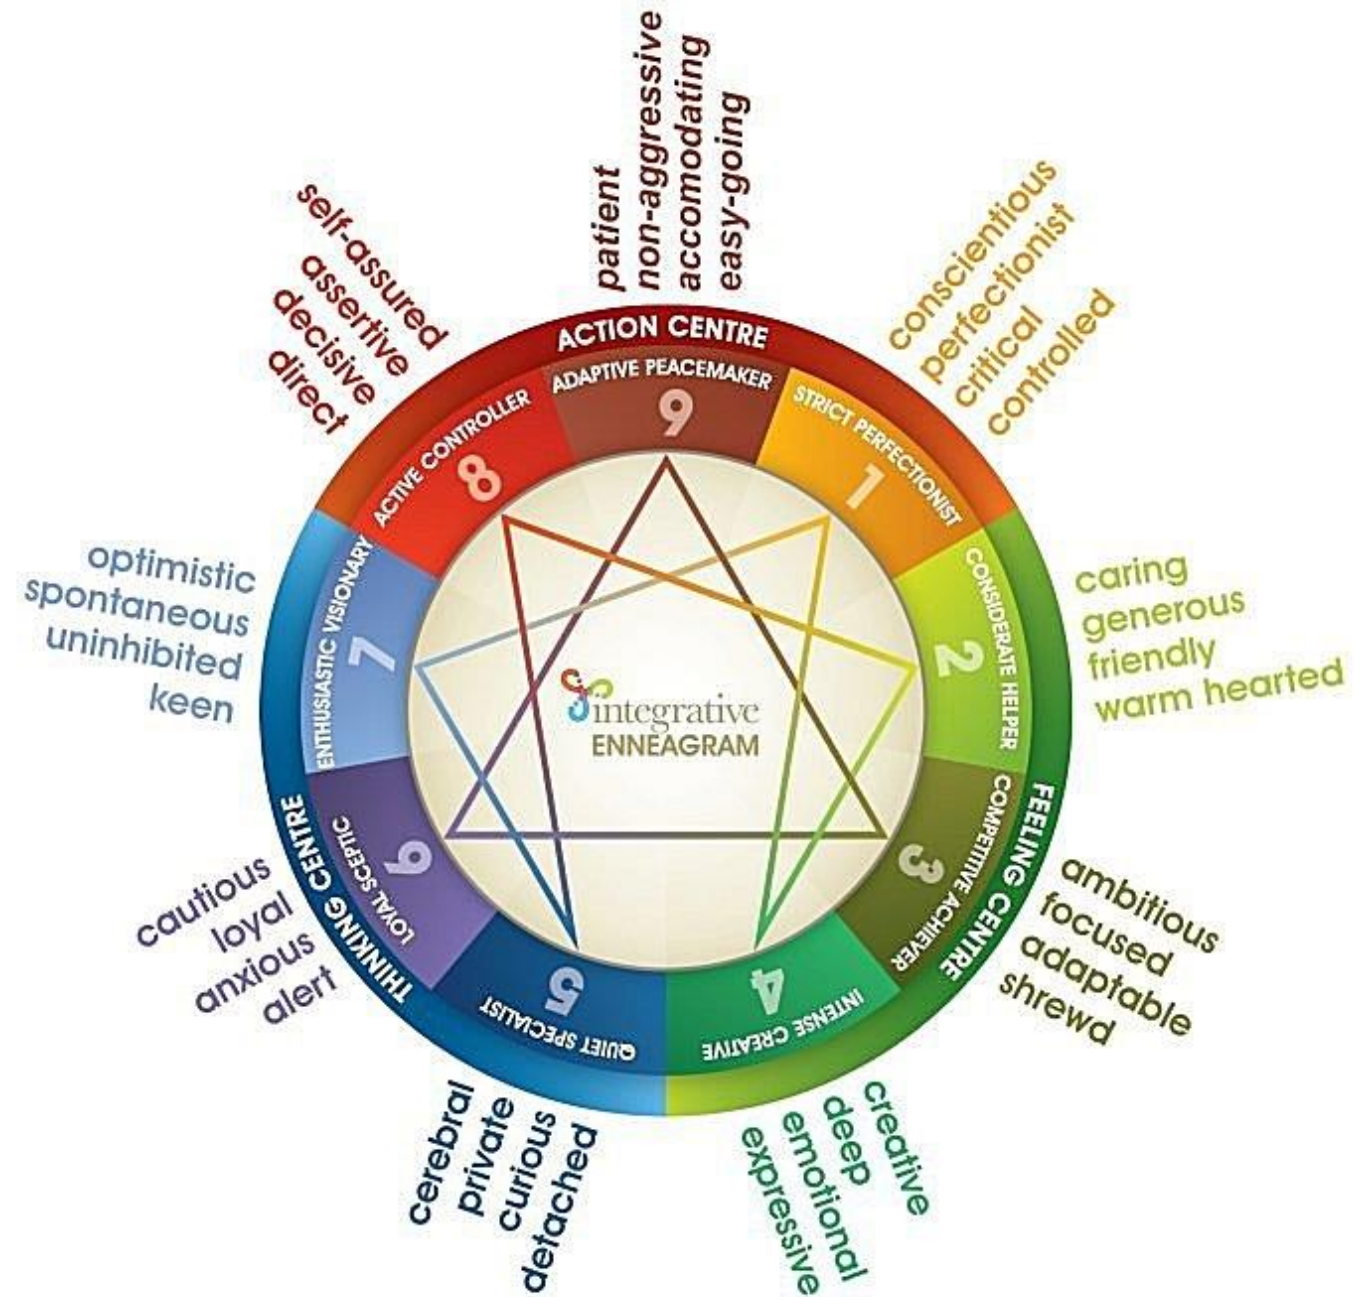 patient
non-aggressive
accomodating
easy-going
conscientious
perfectionist
critical
controlled
caring
generous
friendly
warm hearted
ambitious
focused
adaptable
shrewd
creative
deep
emotional
expressive
cerebral
private
curious
detached
cautious
loyal
anxious
alert
optimistic
spontaneous
uninhibited
keen
self-assured
assertive
decisive
direct
ACTION CENTRE
FEELING CENTRE
THINKING CENTRE
ADAPTIVE PEACEMAKER
9
STRICT PERFECTIONIST
1
CONSIDERATE HELPER
2
COMPETITIVE ACHIEVER
3
INTENSE CREATIVE
4
QUIET SPECIALIST
5
LOYAL SCEPTIC
6
ENTHUSIASTIC VISIONARY
7
ACTIVE CONTROLLER
8
integrative
ENNEAGRAM